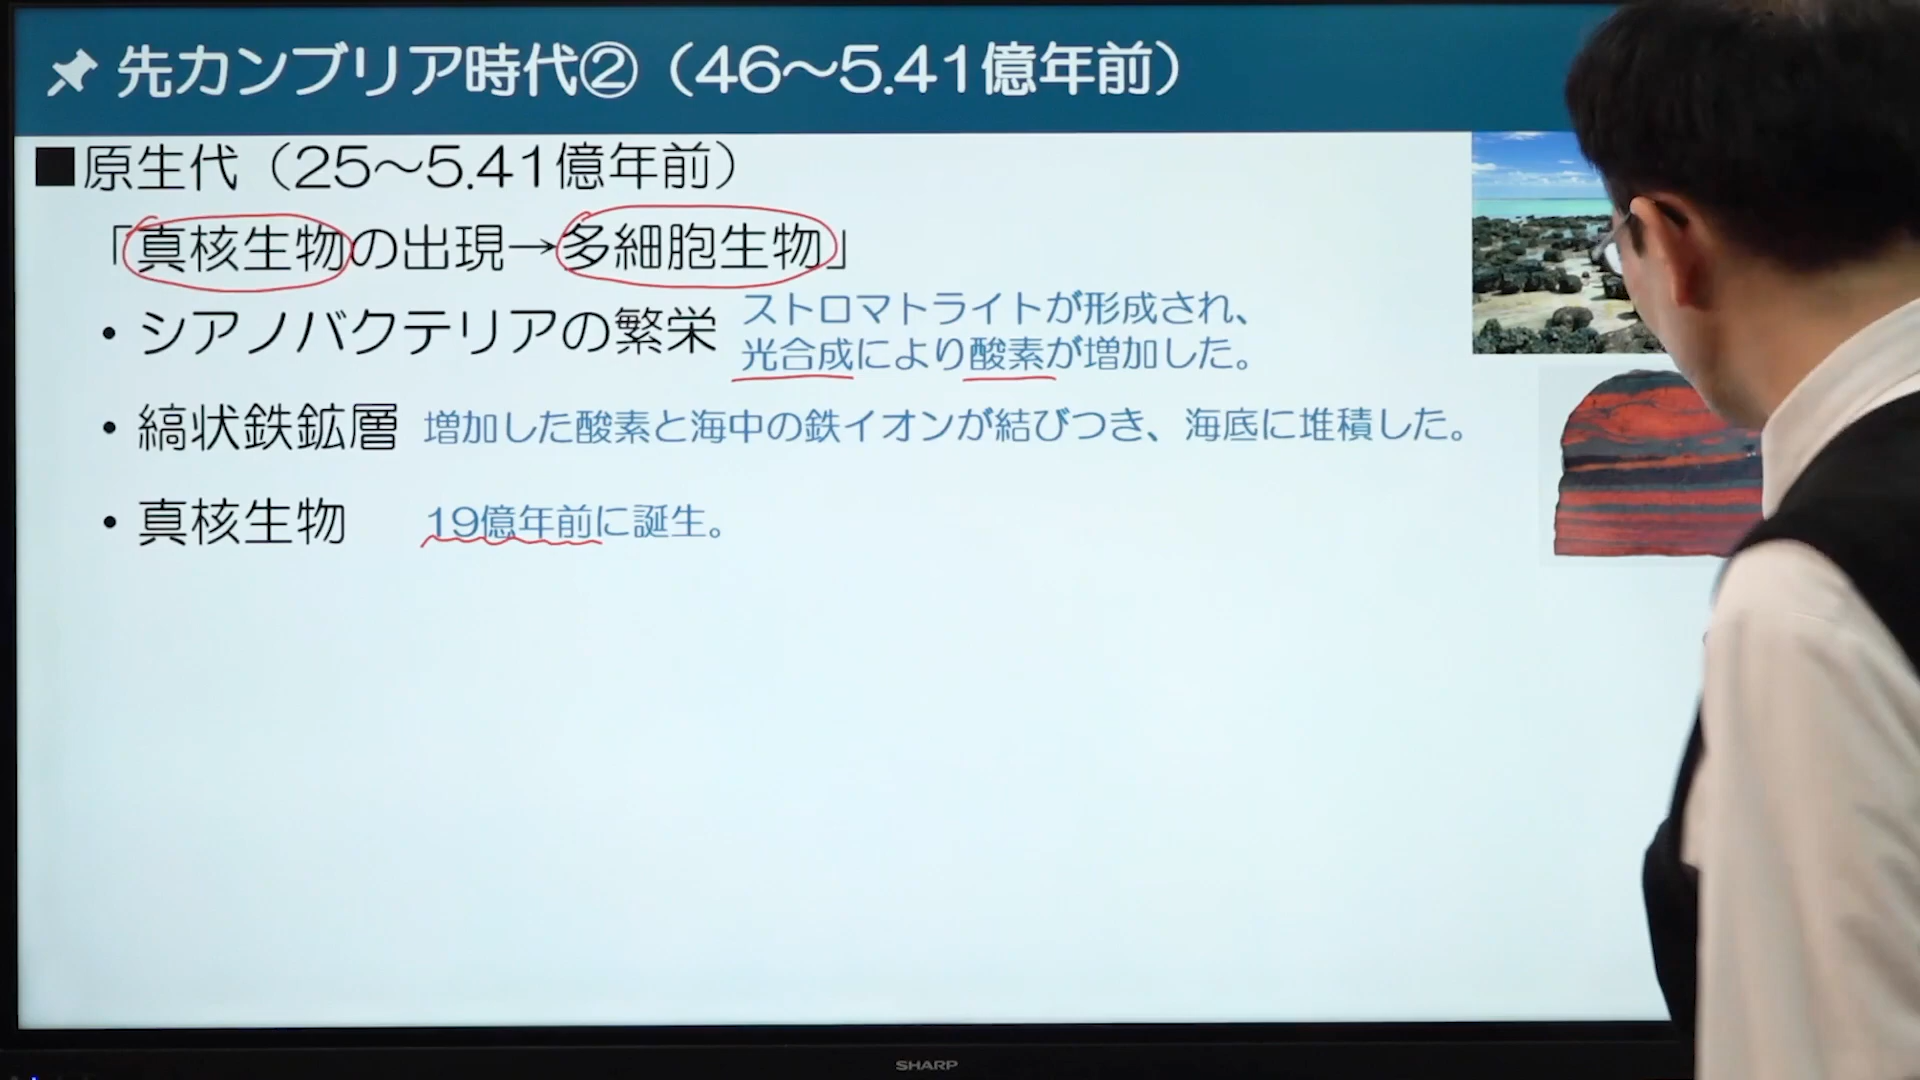 先カンブリア時代②（46～5.41億年前）
■原生代（25～5.41億年前）
「真核生物の出現→多細胞生物」
・シアノバクテリアの繁栄
ストロマトライトが形成され、
光合成により酸素が増加した。
・縞状鉄鉱層 増加した酸素と海中の鉄イオンが結びつき、海底に堆積した。
・真核生物 19億年前に誕生。
SHARP